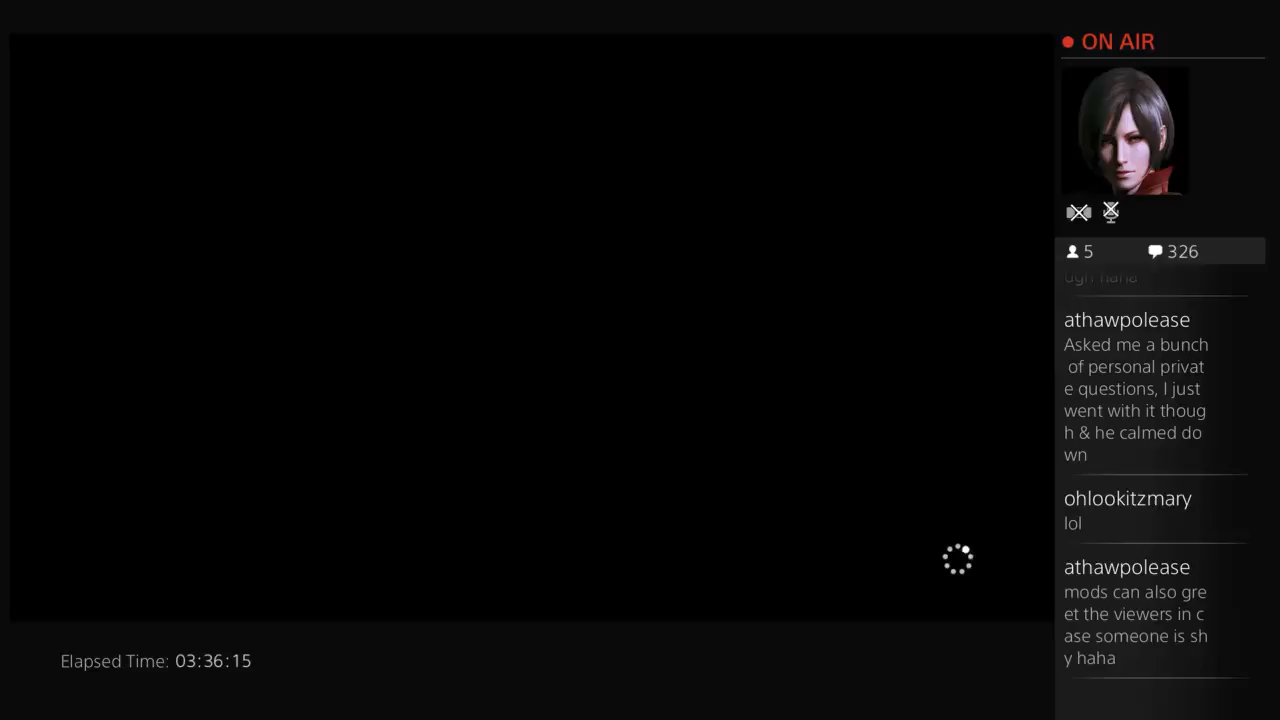 ON AIR
5 326
ugh haha
athawpolease
Asked me a bunch
of personal privat
e questions, I just
went with it thoug
h & he calmed do
wn
ohlookitzmary
lol
athawpolease
mods can also gre
et the viewers in c
ase someone is sh
y haha
Elapsed Time: 03:36:15